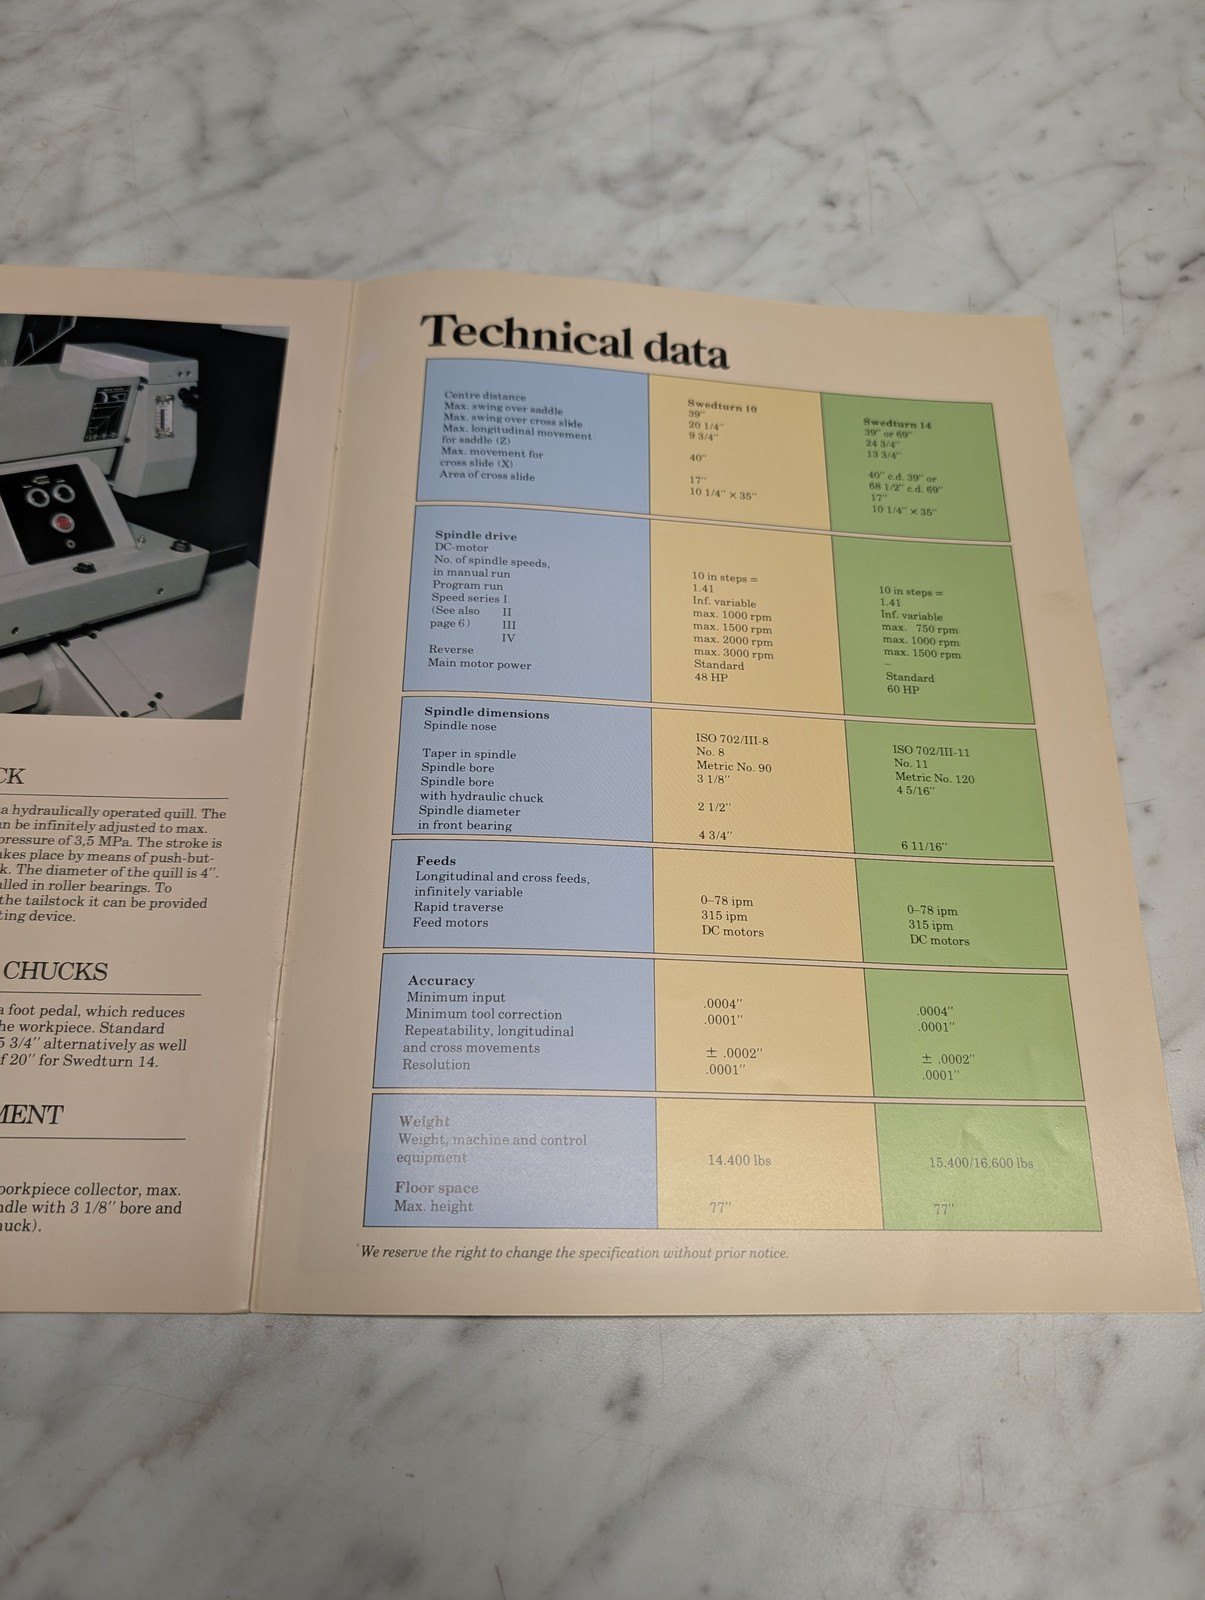 CK
a hydraulically operated quill. The
n be infinitely adjusted to max.
pressure of 3,5 MPa. The stroke is
akes place by means of push-but-
k. The diameter of the quill is 4″.
lled in roller bearings. To
the tailstock it can be provided
ting device.
CHUCKS
a foot pedal, which reduces
he workpiece. Standard
5 3/4″ alternatively as well
f 20″ for Swedturn 14.
MENT
workpiece collector, max.
ndle with 3 1/8″ bore and
huck).
Technical data
Centre distance
Max. swing over saddle
Max. swing over cross slide
Max. longitudinal movement
for saddle (Z)
Max. movement for
cross slide (X)
Area of cross slide
Swedturn 10
39″
20 1/4″
9 3/4″
40″
17″
10 1/4″ × 35″
Swedturn 14
39″ or 69″
24 3/4″
13 3/4″
40″ c.d. 39″ or
68 1/2″ c.d. 69″
17″
10 1/4″ × 35″
Spindle drive
DC-motor
No. of spindle speeds,
in manual run
Program run
Speed series I
(See also II
page 6) III
IV
Reverse
Main motor power
10 in steps =
1.41
Inf. variable
max. 1000 rpm
max. 1500 rpm
max. 2000 rpm
max. 3000 rpm
Standard
48 HP
10 in steps =
1.41
Inf. variable
max. 750 rpm
max. 1000 rpm
max. 1500 rpm
–
Standard
60 HP
Spindle dimensions
Spindle nose
Taper in spindle
Spindle bore
Spindle bore
with hydraulic chuck
Spindle diameter
in front bearing
ISO 702/III-8
No. 8
Metric No. 90
3 1/8″
2 1/2″
4 3/4″
ISO 702/III-11
No. 11
Metric No. 120
4 5/16″
6 11/16″
Feeds
Longitudinal and cross feeds,
infinitely variable
Rapid traverse
Feed motors
0–78 ipm
315 ipm
DC motors
0–78 ipm
315 ipm
DC motors
Accuracy
Minimum input
Minimum tool correction
Repeatability, longitudinal
and cross movements
Resolution
.0004″
.0001″
± .0002″
.0001″
.0004″
.0001″
± .0002″
.0001″
Weight
Weight, machine and control
equipment
Floor space
Max. height
14.400 lbs
77″
15.400/16.600 lbs
77″
We reserve the right to change the specification without prior notice.